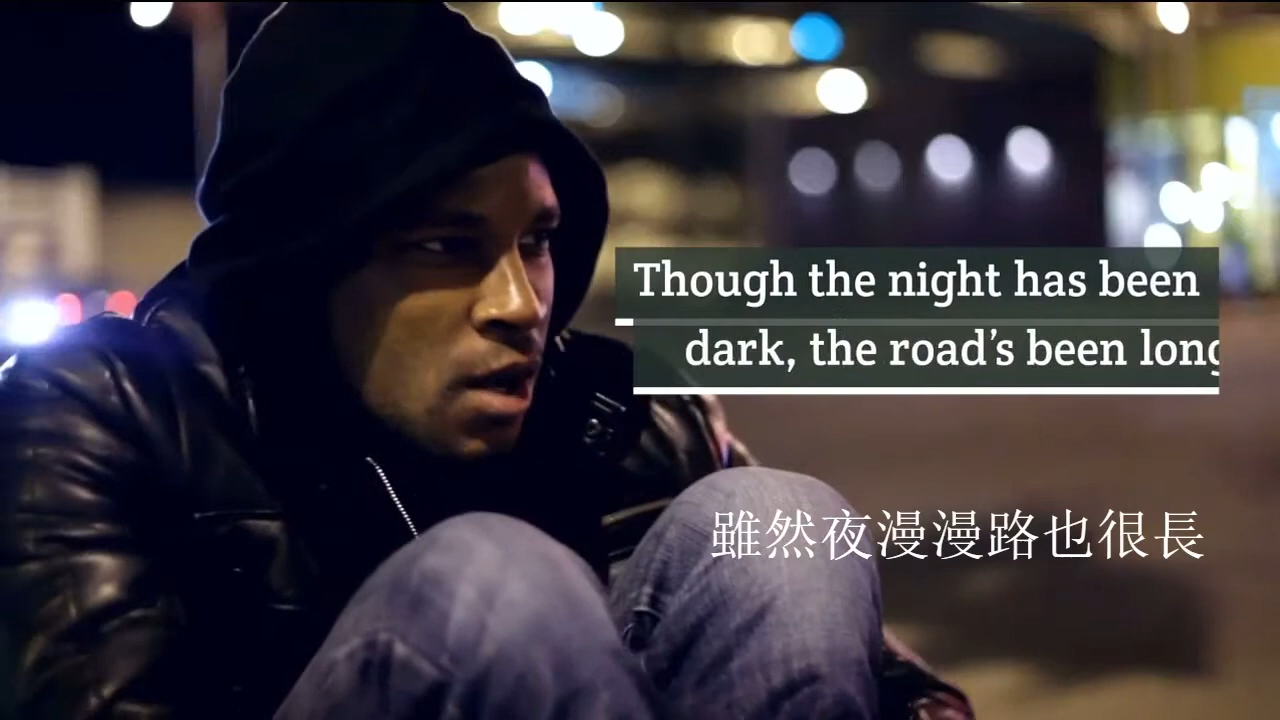 Though the night has been
dark, the road’s been long
雖然夜漫漫路也很長